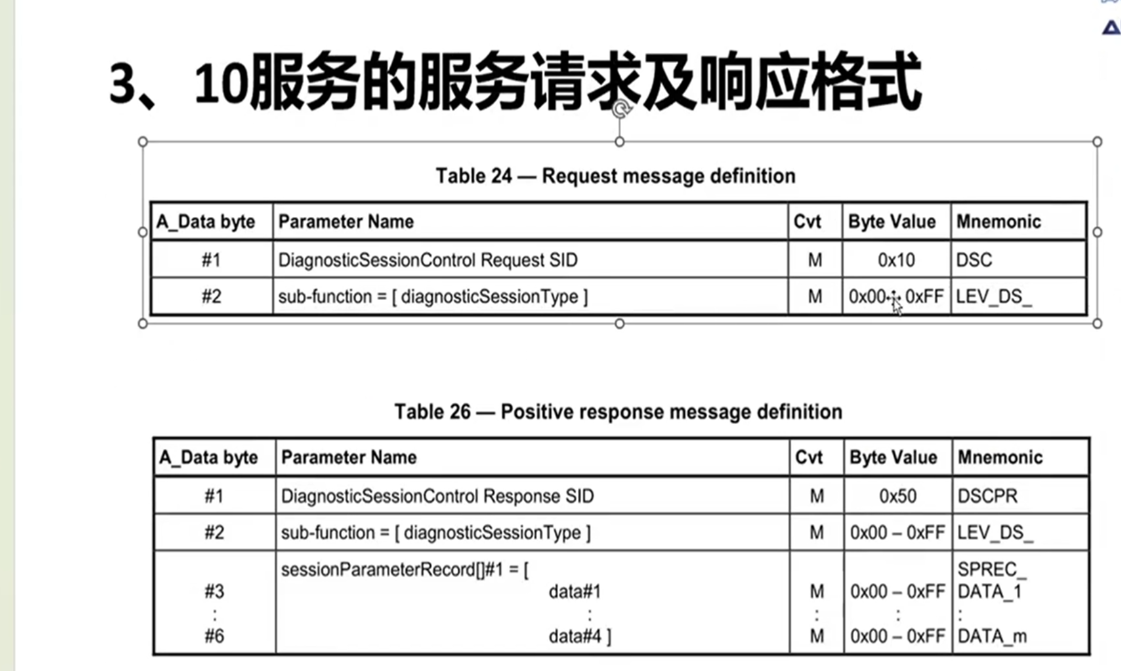 3、10服务的服务请求及响应格式
Table 24 — Request message definition
A_Data byte Parameter Name Cvt Byte Value Mnemonic
#1 DiagnosticSessionControl Request SID M 0x10 DSC
#2 sub-function = [ diagnosticSessionType ] M 0x00 – 0xFF LEV_DS_
Table 26 — Positive response message definition
A_Data byte Parameter Name Cvt Byte Value Mnemonic
#1 DiagnosticSessionControl Response SID M 0x50 DSCPR
#2 sub-function = [ diagnosticSessionType ] M 0x00 – 0xFF LEV_DS_
sessionParameterRecord[]#1 = [ SPREC_
#3 data#1 M 0x00 – 0xFF DATA_1
: : : : :
#6 data#4 ] M 0x00 – 0xFF DATA_m